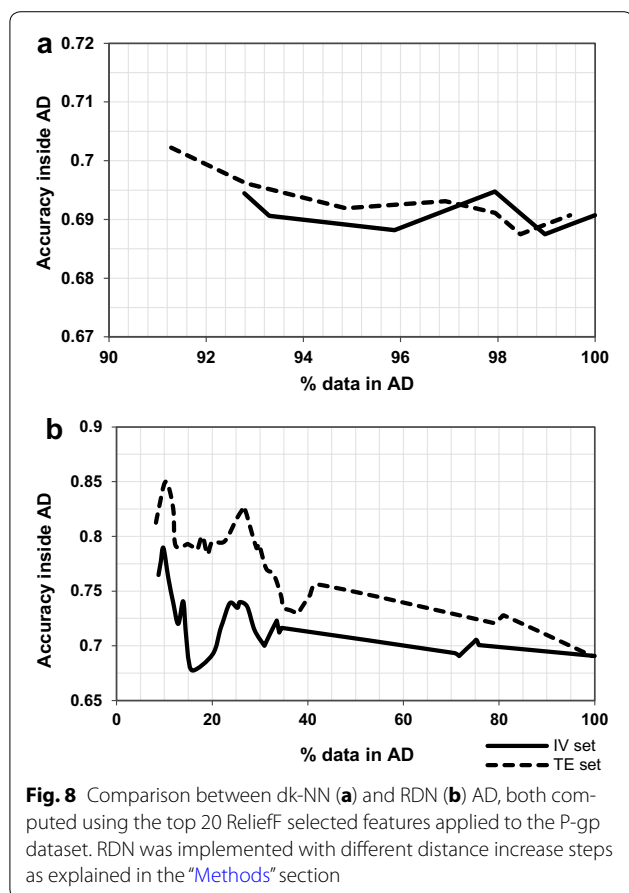 a
0.72
0.71
0.7
0.69
0.68
0.67
Accuracy inside AD
90 92 94 96 98 100
% data in AD
b
0.9
0.85
0.8
0.75
0.7
0.65
Accuracy inside AD
0 20 40 60 80 100
% data in AD
IV set
TE set
Fig. 8 Comparison between dk-NN (a) and RDN (b) AD, both com-
puted using the top 20 ReliefF selected features applied to the P-gp
dataset. RDN was implemented with different distance increase steps
as explained in the “Methods” section